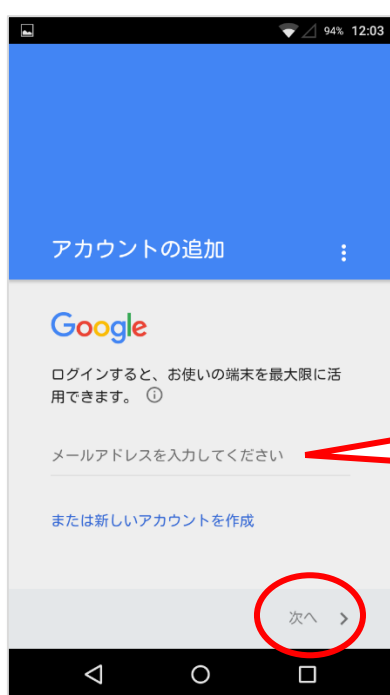 94% 12:03
アカウントの追加
Google
ログインすると、お使いの端末を最大限に活
用できます。
メールアドレスを入力してください
または新しいアカウントを作成
次へ